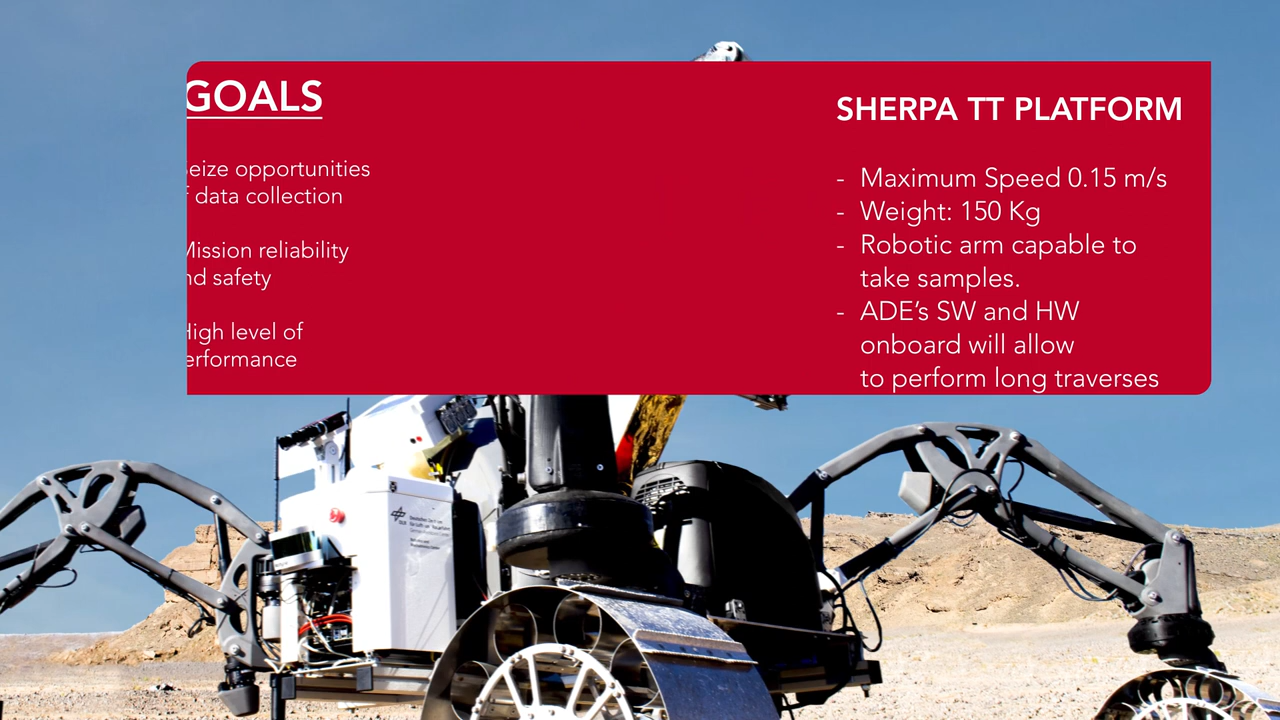 GOALS
eize opportunities
f data collection
Mission reliability
nd safety
High level of
erformance
SHERPA TT PLATFORM
- Maximum Speed 0.15 m/s
- Weight: 150 Kg
- Robotic arm capable to
take samples.
- ADE‘s SW and HW
onboard will allow
to perform long traverses
DLR